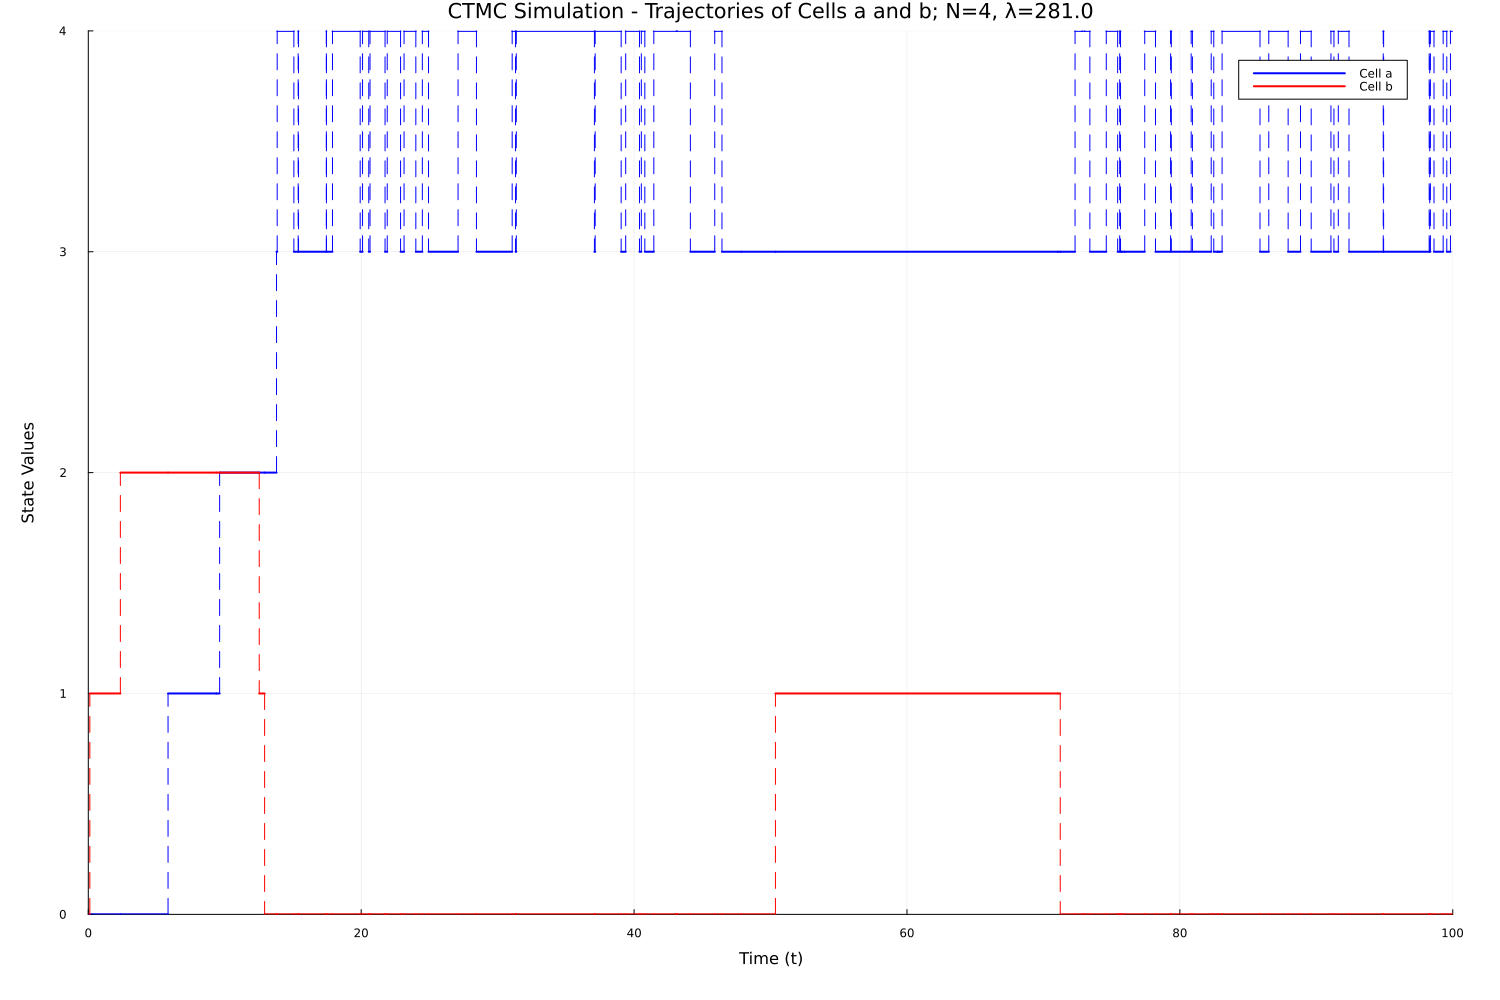 CTMC Simulation - Trajectories of Cells a and b; N=4, λ=281.0
4
Cell a
Cell b
3
2
State Values
1
0
0 20 40 60 80 100
Time (t)